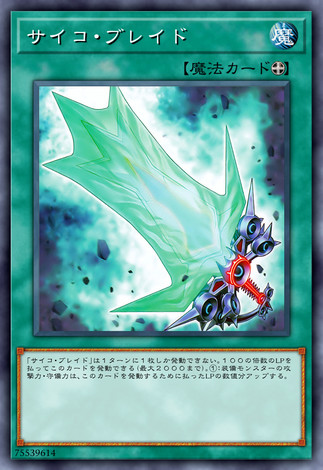 サイコ・ブレイド
魔
【魔法カード】
「サイコ・ブレイド」は1ターンに1枚しか発動できない。100の倍数のLPを
払ってこのカードを発動できる(最大2000まで)。①:装備モンスターの攻
撃力・守備力は、このカードを発動するために払ったLPの数値分アップする。
75539614